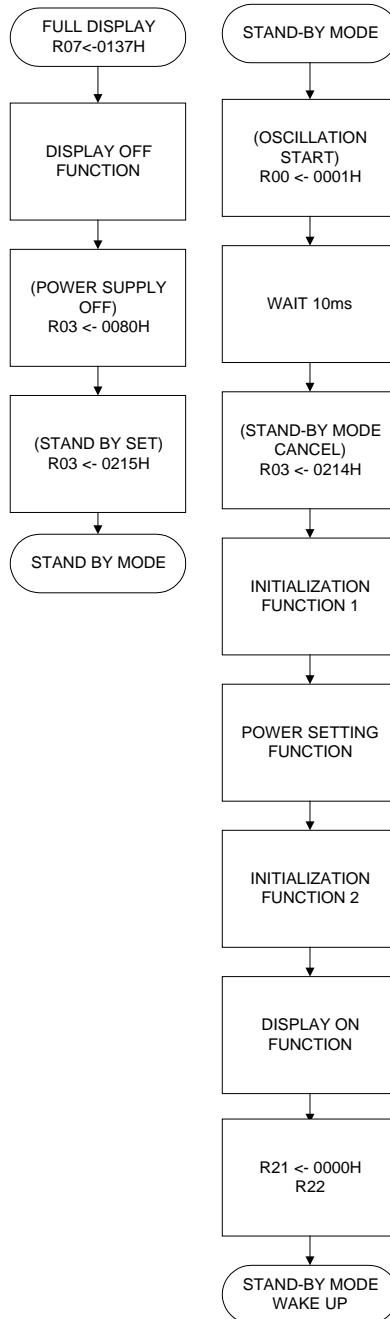 FULL DISPLAY
R07<-0137H
DISPLAY OFF
FUNCTION
(POWER SUPPLY
OFF)
R03 <- 0080H
(STAND BY SET)
R03 <- 0215H
STAND BY MODE
STAND-BY MODE
(OSCILLATION
START)
R00 <- 0001H
WAIT 10ms
(STAND-BY MODE
CANCEL)
R03 <- 0214H
INITIALIZATION
FUNCTION 1
POWER SETTING
FUNCTION
INITIALIZATION
FUNCTION 2
DISPLAY ON
FUNCTION
R21 <- 0000H
R22
STAND-BY MODE
WAKE UP